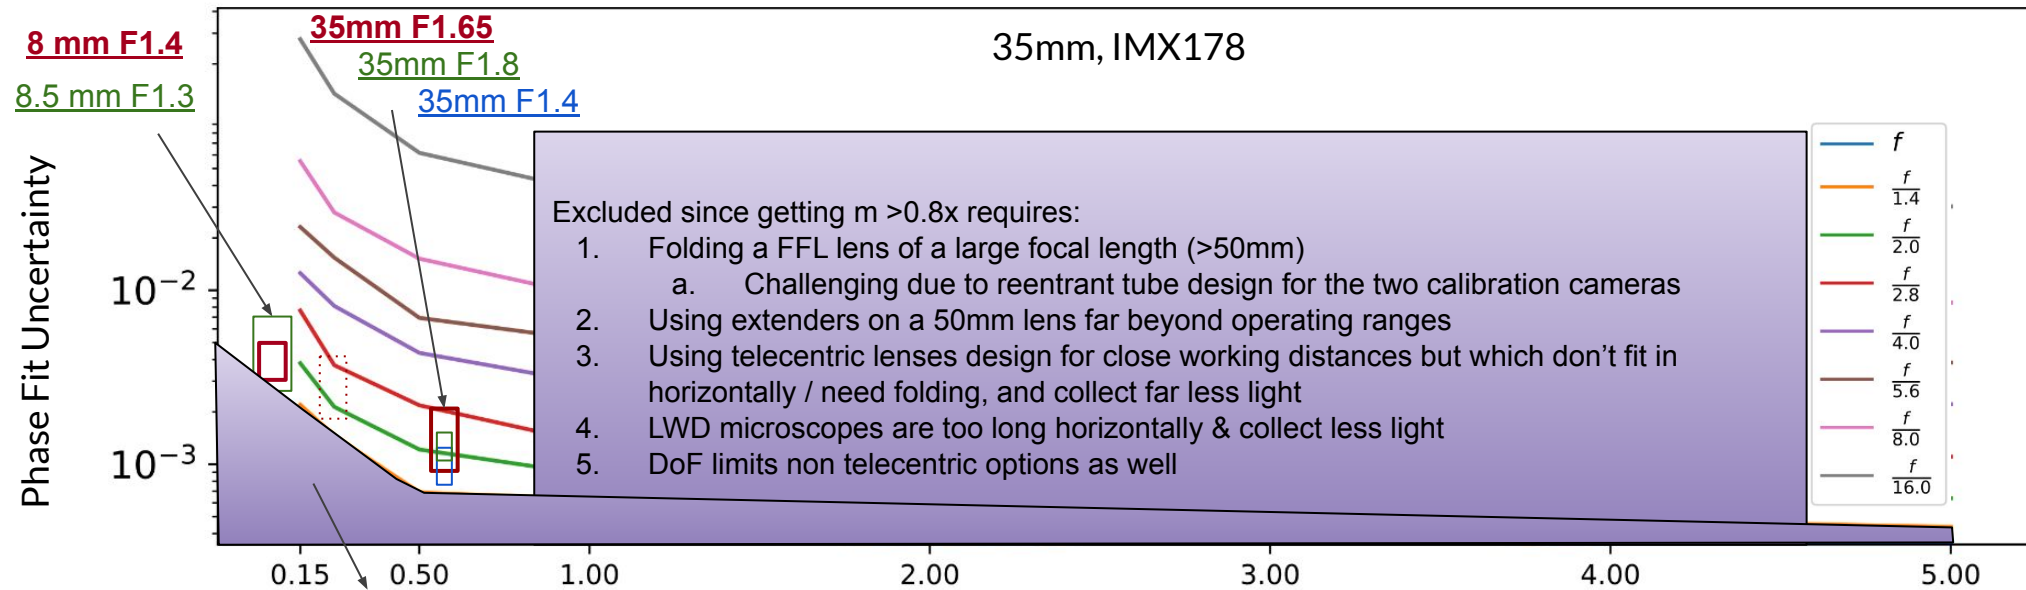 8 mm F1.4
8.5 mm F1.3
35mm F1.65
35mm F1.8
35mm F1.4
35mm, IMX178
Phase Fit Uncertainty
10⁻²
10⁻³
Excluded since getting m >0.8x requires:
1. Folding a FFL lens of a large focal length (>50mm)
a. Challenging due to reentrant tube design for the two calibration cameras
2. Using extenders on a 50mm lens far beyond operating ranges
3. Using telecentric lenses design for close working distances but which don't fit in
horizontally / need folding, and collect far less light
4. LWD microscopes are too long horizontally & collect less light
5. DoF limits non telecentric options as well
f
f/1.4
f/2.0
f/2.8
f/4.0
f/5.6
f/8.0
f/16.0
0.15 0.50 1.00 2.00 3.00 4.00 5.00